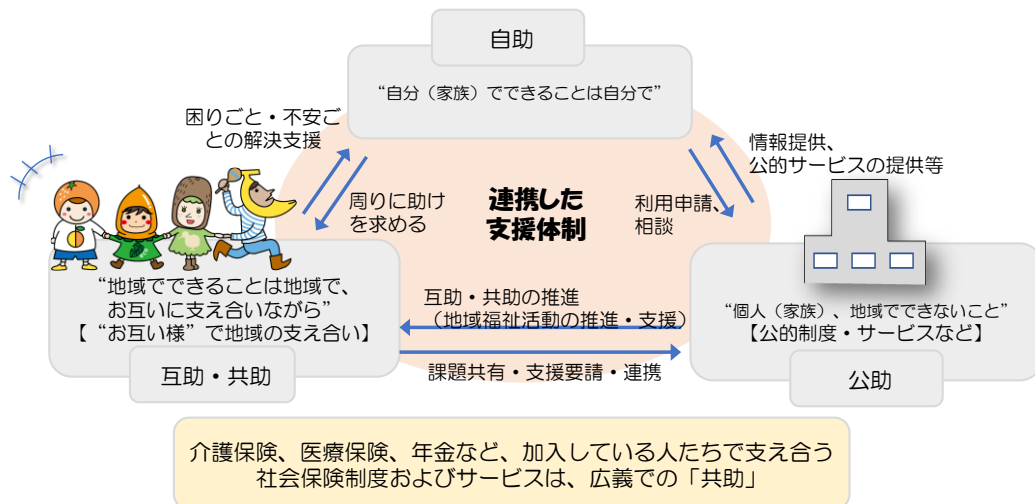 自助
“自分（家族）でできることは自分で”
困りごと・不安ご
との解決支援
情報提供、
公的サービスの提供等
周りに助け
を求める
連携した
支援体制
利用申請、
相談
“地域でできることは地域で、
お互いに支え合いながら”
【“お互い様”で地域の支え合い】
互助・共助
互助・共助の推進
（地域福祉活動の推進・支援）
課題共有・支援要請・連携
“個人（家族）、地域でできないこと”
【公的制度・サービスなど】
公助
介護保険、医療保険、年金など、加入している人たちで支え合う
社会保険制度およびサービスは、広義での「共助」